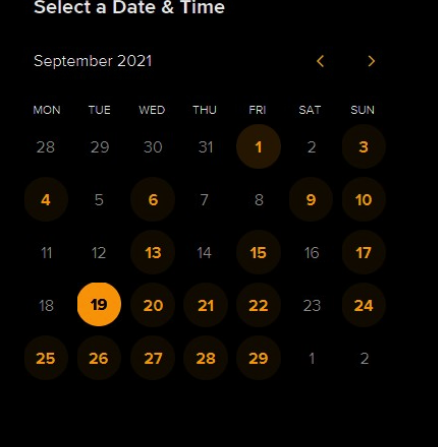 Select a Date & Time
September 2021
MON TUE WED THU FRI SAT SUN
28 29 30 31 1 2 3
4 5 6 7 8 9 10
11 12 13 14 15 16 17
18 19 20 21 22 23 24
25 26 27 28 29 1 2